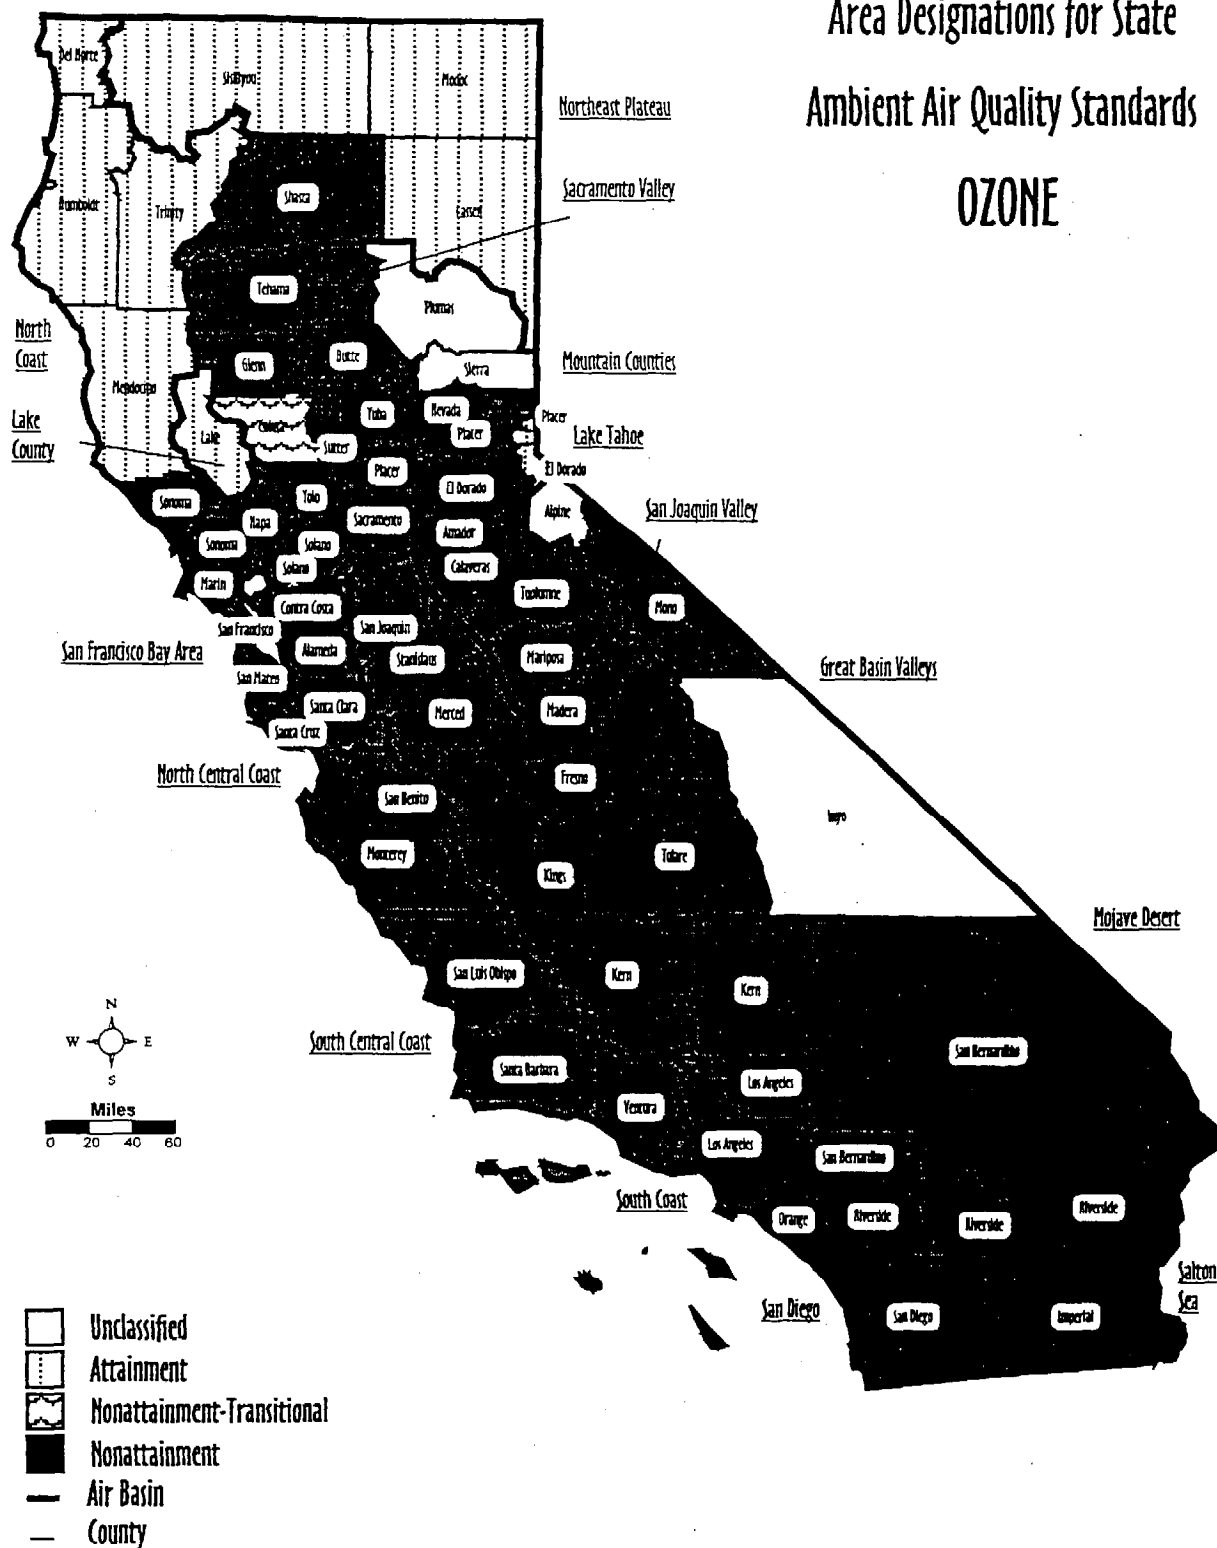 Area Designations for State
Ambient Air Quality Standards
OZONE
Del Norte
Siskiyou
Modoc
Northeast Plateau
Sacramento Valley
Shasta
Humboldt
Trinity
Lassen
Tehama
Plumas
North
Coast
Butte
Glenn
Sierra
Mountain Counties
Mendocino
Lake
County
Lake
Colusa
Sutter
Yuba
Nevada
Placer
Placer
Lake Tahoe
Placer
El Dorado
Sonoma
Yolo
El Dorado
Alpine
San Joaquin Valley
Napa
Sacramento
Sonoma
Solano
Amador
Solano
Calaveras
Marin
Contra Costa
Tuolumne
Mono
San Francisco
San Joaquin
San Francisco Bay Area
Alameda
Stanislaus
Mariposa
Great Basin Valleys
San Mateo
Santa Clara
Merced
Madera
Santa Cruz
North Central Coast
San Benito
Fresno
Inyo
Monterey
Kings
Tulare
Mojave Desert
San Luis Obispo
Kern
Kern
N
W
E
S
South Central Coast
San Bernardino
Santa Barbara
Los Angeles
Miles
0 20 40 60
Ventura
Los Angeles
San Bernardino
South Coast
Orange
Riverside
Riverside
Riverside
Salton
Sea
San Diego
San Diego
Imperial
Unclassified
Attainment
Nonattainment-Transitional
Nonattainment
Air Basin
County